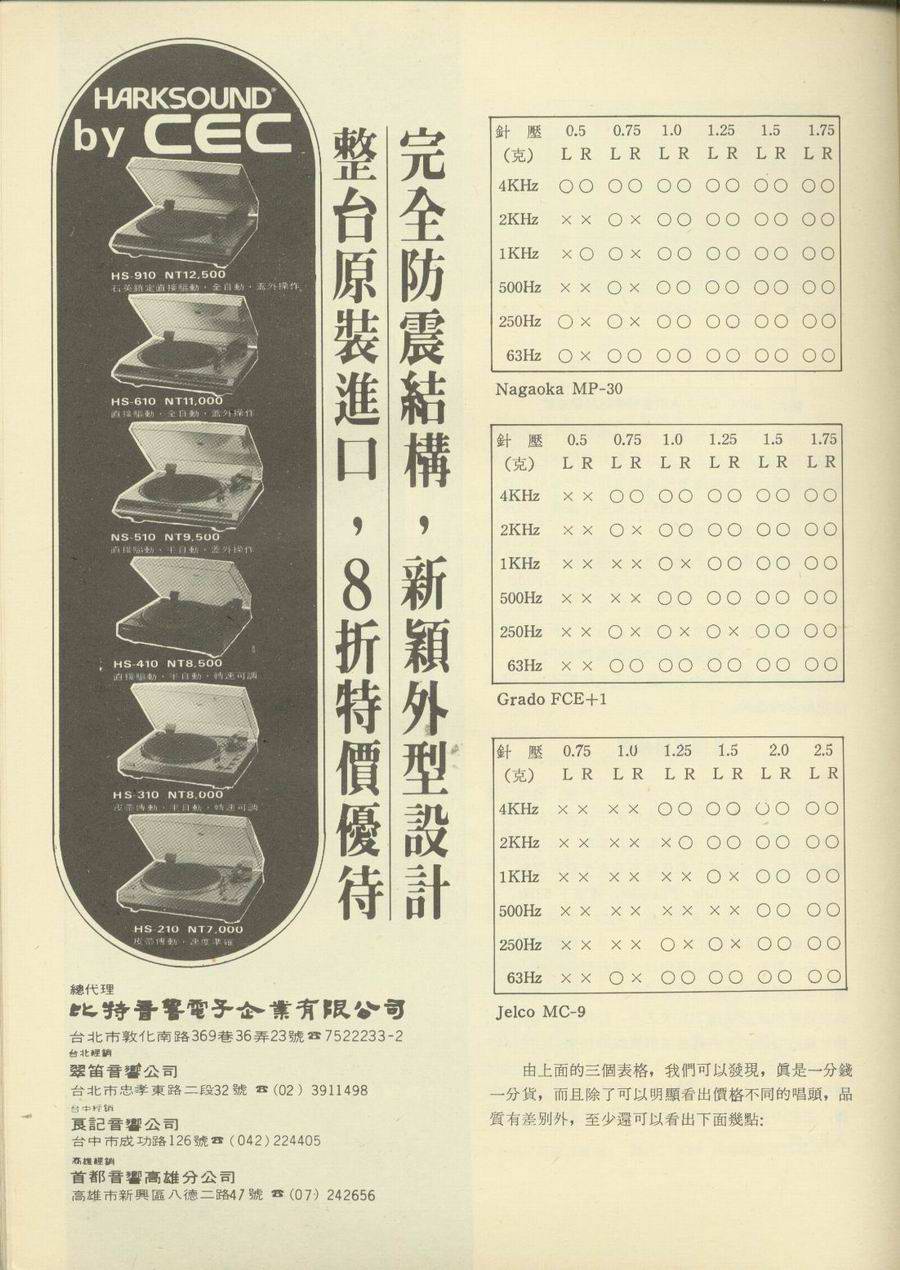 HARKSOUND®
by CEC
HS-910 NT12,500
石英鎖定直接驅動，全自動，蓋外操作
HS-610 NT11,000
直接驅動，全自動，蓋外操作
NS-510 NT9,500
直接驅動，半自動，蓋外操作
HS-410 NT8,500
直接驅動，半自動，轉速可調
HS-310 NT8,000
皮帶傳動，半自動，轉速可調
HS-210 NT7,000
皮帶傳動，速度準確
完全防震結構，新穎外型設計
整台原裝進口，8折特價優待
總代理
比特音響電子企業有限公司
台北市敦化南路369巷36弄23號☎7522233-2
台北經銷
翠笛音響公司
台北市忠孝東路二段32號 ☎(02) 3911498
台中經銷
良記音響公司
台中市成功路126號☎(042)224405
高雄經銷
首都音響高雄分公司
高雄市新興區八德二路47號 ☎(07) 242656
針 壓 0.5 0.75 1.0 1.25 1.5 1.75
(克) L R L R L R L R L R L R
4KHz ○○ ○○ ○○ ○○ ○○ ○○
2KHz ×× ○× ○○ ○○ ○○ ○○
1KHz ×○ ○× ○○ ○○ ○○ ○○
500Hz ×× ○× ○○ ○○ ○○ ○○
250Hz ○× ○× ○○ ○○ ○○ ○○
63Hz ○× ○○ ○○ ○○ ○○ ○○
Nagaoka MP-30
針 壓 0.5 0.75 1.0 1.25 1.5 1.75
(克) L R L R L R L R L R L R
4KHz ×× ○○ ○○ ○○ ○○ ○○
2KHz ×× ○× ○○ ○○ ○○ ○○
1KHz ×× ×× ○× ○○ ○○ ○○
500Hz ×× ×× ○○ ○○ ○○ ○○
250Hz ×× ○× ○× ○× ○○ ○○
63Hz ×× ○○ ○○ ○○ ○○ ○○
Grado FCE+1
針 壓 0.75 1.0 1.25 1.5 2.0 2.5
(克) L R L R L R L R L R L R
4KHz ×× ×× ○○ ○○ ○○ ○○
2KHz ×× ×× ×○ ○○ ○○ ○○
1KHz ×× ×× ×× ○× ○○ ○○
500Hz ×× ×× ×× ×× ○○ ○○
250Hz ×× ×× ○× ○× ○○ ○○
63Hz ×× ○× ○○ ○○ ○○ ○○
Jelco MC-9
由上面的三個表格，我們可以發現，眞是一分錢
一分貨，而且除了可以明顯看出價格不同的唱頭，品
質有差別外，至少還可以看出下面幾點: